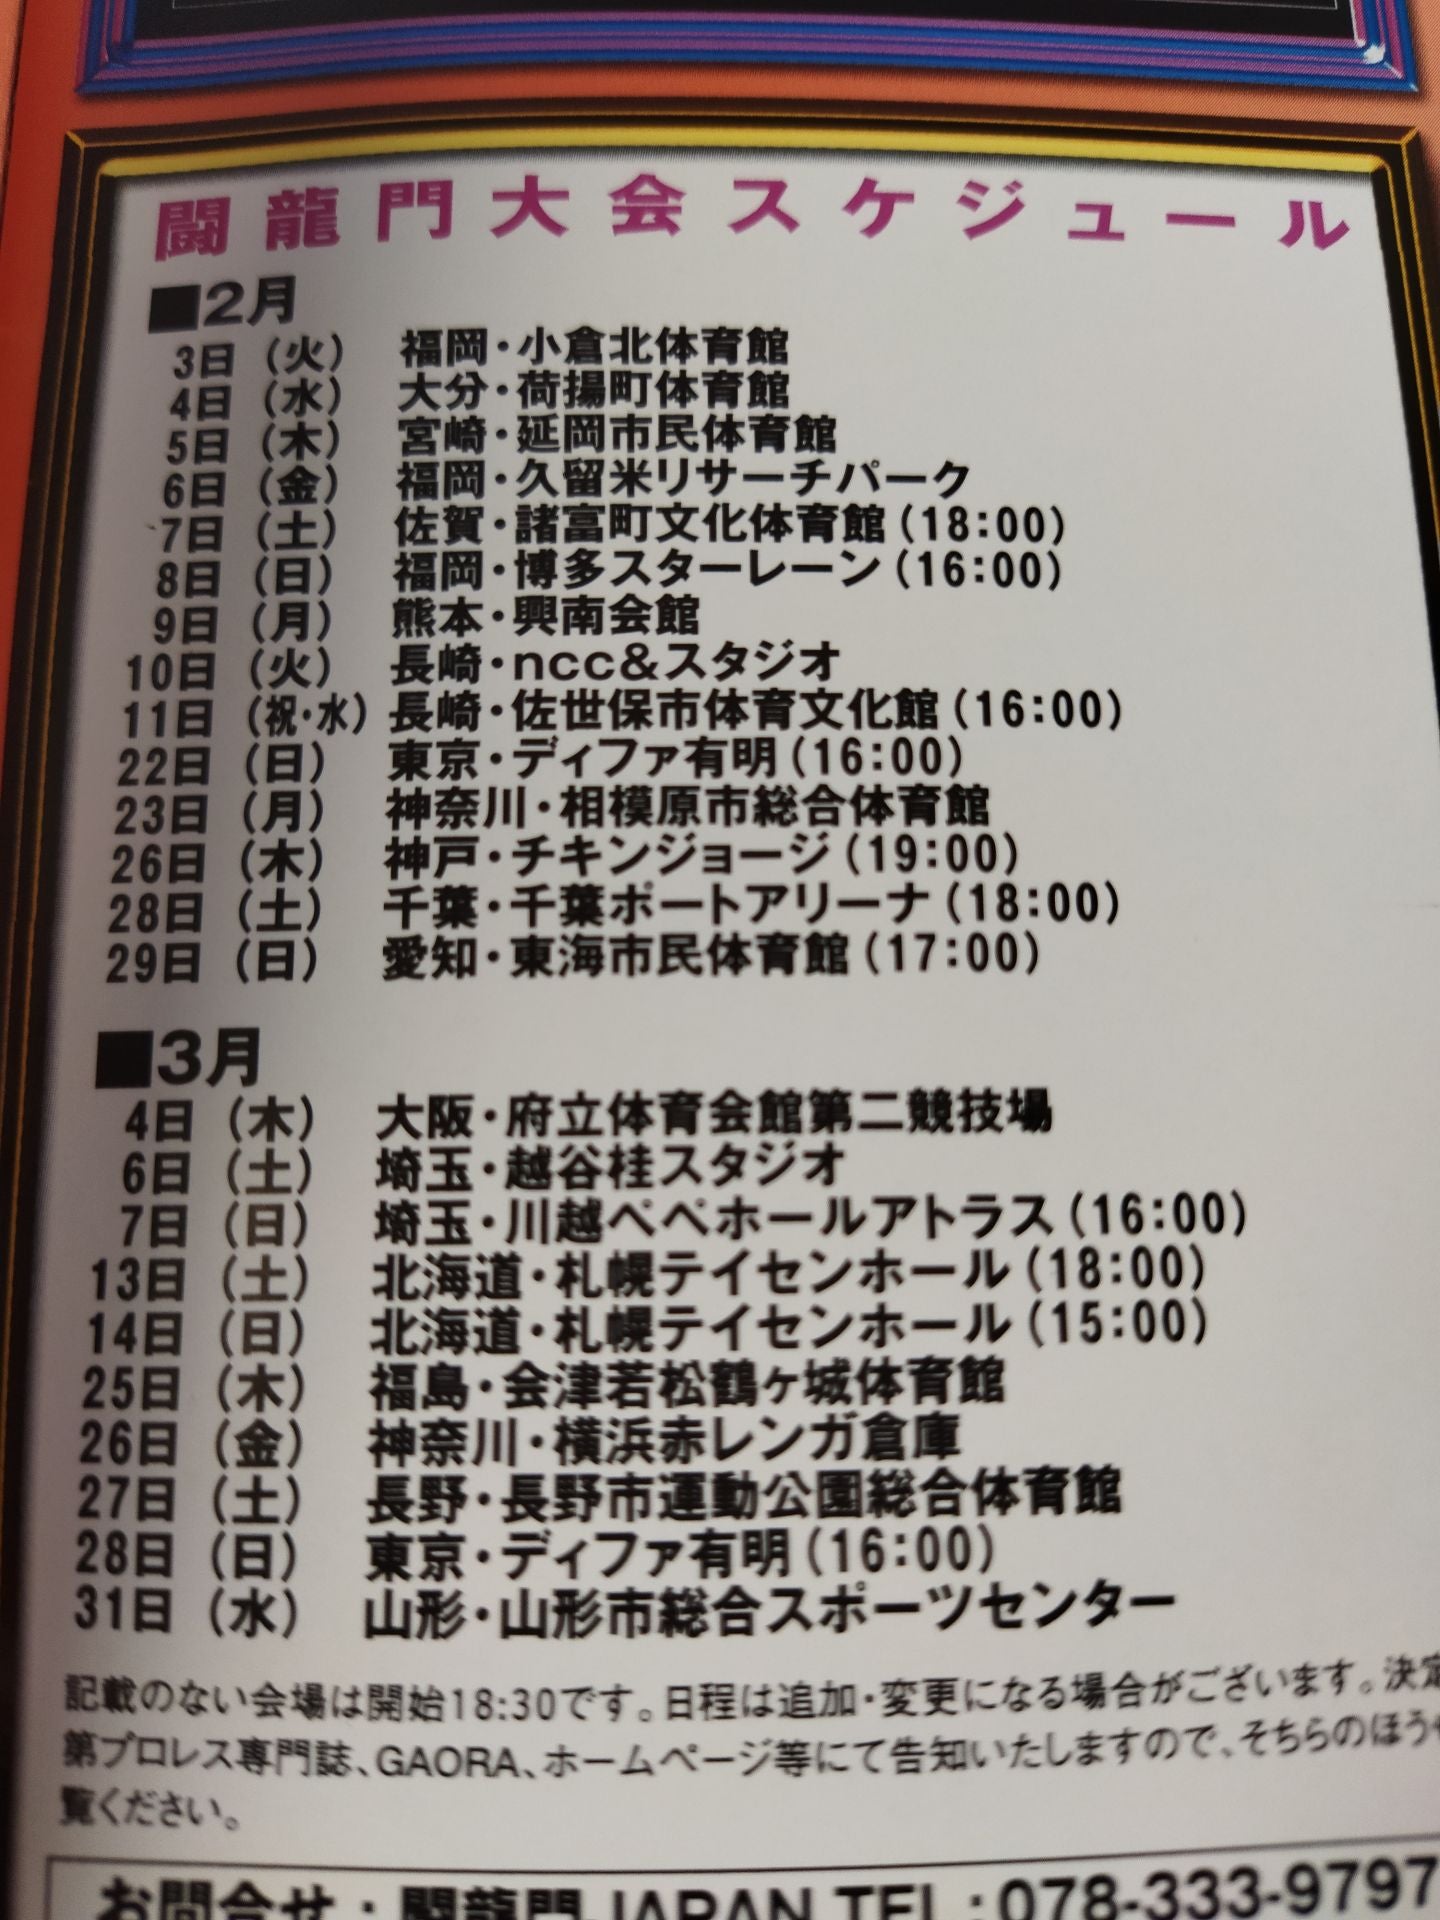 闘龍門大会スケジュール
■2月
3日(火) 福岡・小倉北体育館
4日(水) 大分・荷揚町体育館
5日(木) 宮崎・延岡市民体育館
6日(金) 福岡・久留米リサーチパーク
7日(土) 佐賀・諸富町文化体育館(18:00)
8日(日) 福岡・博多スターレーン(16:00)
9日(月) 熊本・興南会館
10日(火) 長崎・ncc&スタジオ
11日(祝・水) 長崎・佐世保市体育文化館(16:00)
22日(日) 東京・ディファ有明(16:00)
23日(月) 神奈川・相模原市総合体育館
26日(木) 神戸・チキンジョージ(19:00)
28日(土) 千葉・千葉ポートアリーナ(18:00)
29日(日) 愛知・東海市民体育館(17:00)
■3月
4日(木) 大阪・府立体育会館第二競技場
6日(土) 埼玉・越谷桂スタジオ
7日(日) 埼玉・川越ペペホールアトラス(16:00)
13日(土) 北海道・札幌テイセンホール(18:00)
14日(日) 北海道・札幌テイセンホール(15:00)
25日(木) 福島・会津若松鶴ヶ城体育館
26日(金) 神奈川・横浜赤レンガ倉庫
27日(土) 長野・長野市運動公園総合体育館
28日(日) 東京・ディファ有明(16:00)
31日(水) 山形・山形市総合スポーツセンター
記載のない会場は開始18:30です。日程は追加・変更になる場合がございます。決定
第プロレス専門誌、GAORA、ホームページ等にて告知いたしますので、そちらのほうせ
覧ください。
お問合せ:闘龍門JAPAN TEL:078-333-9797